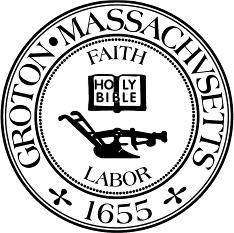 GROTON • MASSACHVSETTS
FAITH
HOLY
BIBLE
LABOR
1655